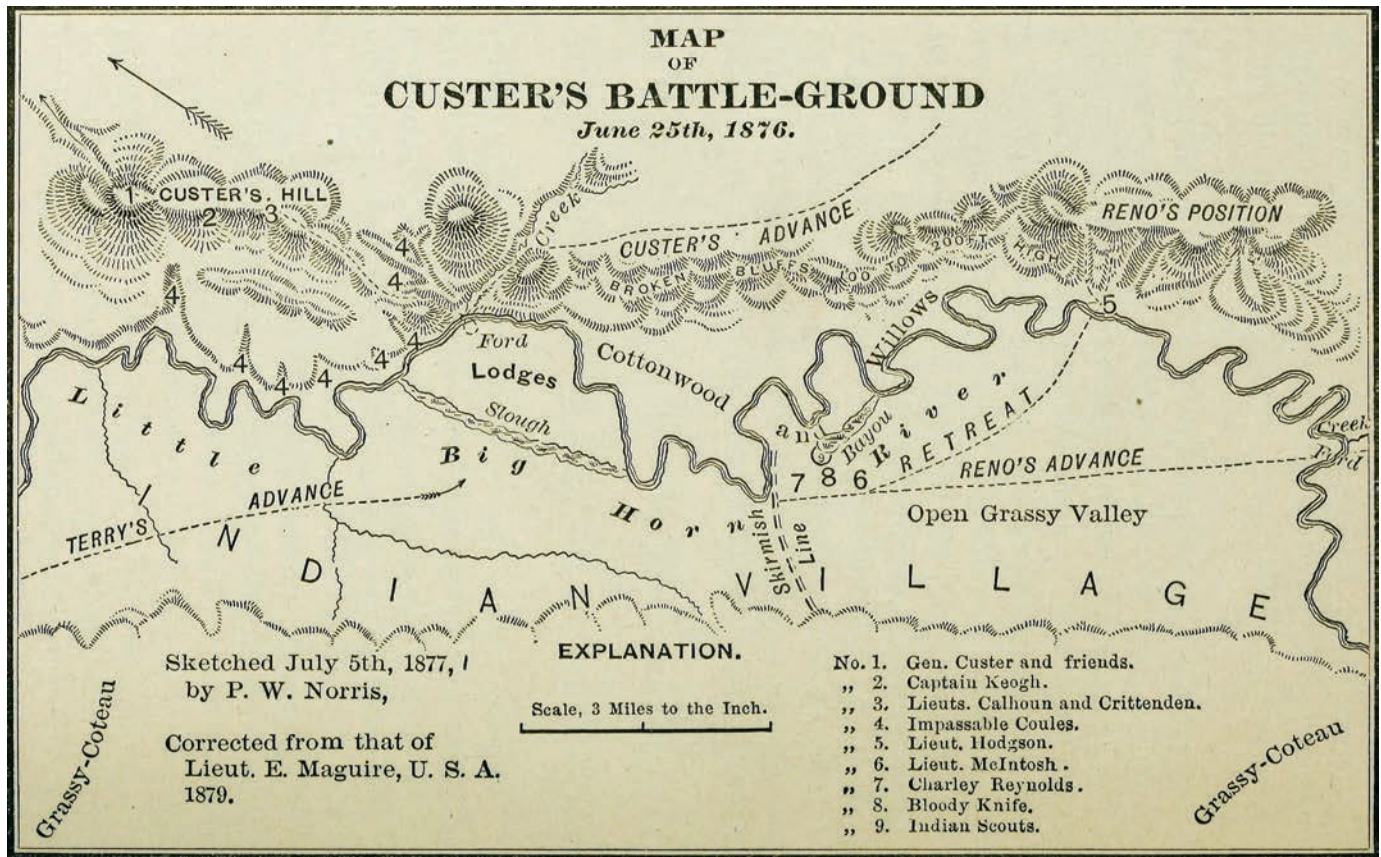 MAP
OF
CUSTER'S BATTLE-GROUND
June 25th, 1876.
1 CUSTER'S. HILL
2
3
Creek
CUSTER'S ADVANCE
BROKEN BLUFFS 100 TO 200 FT. HIGH
RENO'S POSITION
4
4
4
4
4
4
4
4
4
5
Ford
Lodges
Slough
Cottonwood
and
Willows
Bayou
Little Big Horn River
RETREAT
RENO'S ADVANCE
Creek
Ford
7 8 6
TERRY'S ADVANCE
Skirmish Line
Open Grassy Valley
INDIAN VILLAGE
EXPLANATION.
Scale, 3 Miles to the Inch.
Sketched July 5th, 1877,
by P. W. Norris,
Corrected from that of
Lieut. E. Maguire, U. S. A.
1879.
No. 1. Gen. Custer and friends.
„ 2. Captain Keogh.
„ 3. Lieuts. Calhoun and Crittenden.
„ 4. Impassable Coules.
„ 5. Lieut. Hodgson.
„ 6. Lieut. McIntosh.
„ 7. Charley Reynolds.
„ 8. Bloody Knife.
„ 9. Indian Scouts.
Grassy-Coteau
Grassy-Coteau